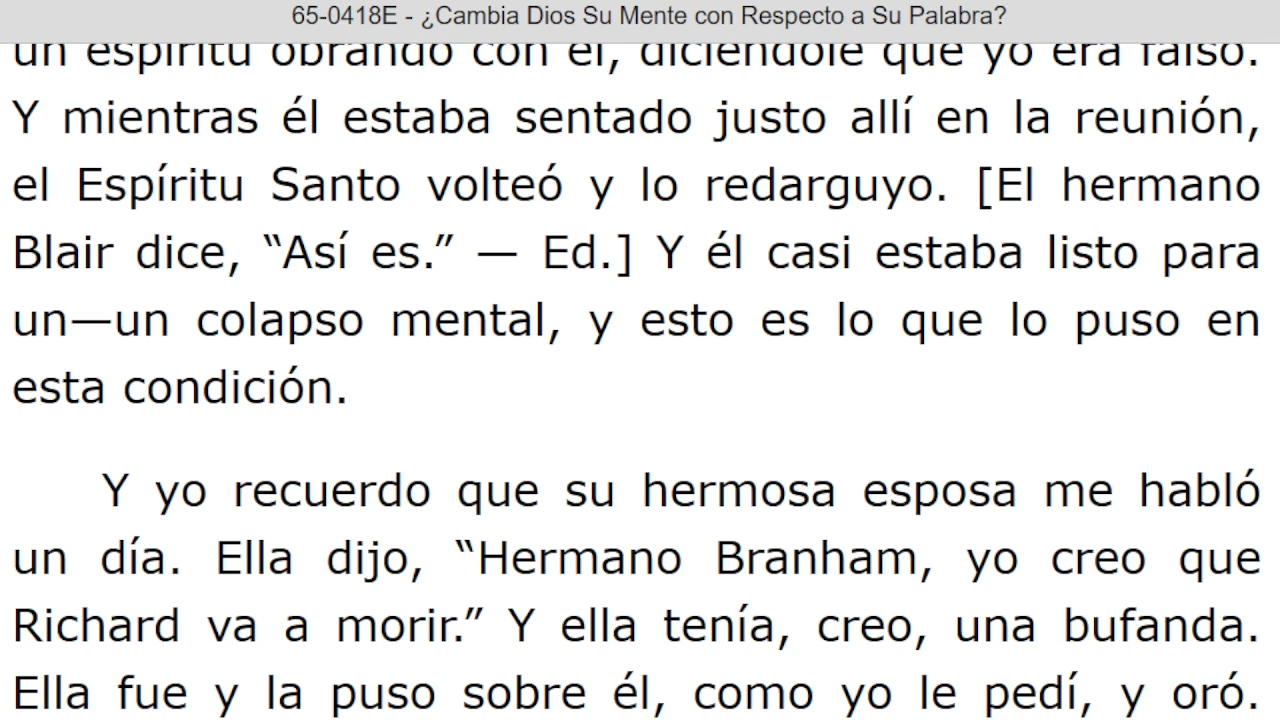 65-0418E - ¿Cambia Dios Su Mente con Respecto a Su Palabra?
un espíritu obrando con él, diciéndole que yo era falso.
Y mientras él estaba sentado justo allí en la reunión,
el Espíritu Santo volteó y lo redarguyo. [El hermano
Blair dice, “Así es.” — Ed.] Y él casi estaba listo para
un—un colapso mental, y esto es lo que lo puso en
esta condición.
Y yo recuerdo que su hermosa esposa me habló
un día. Ella dijo, “Hermano Branham, yo creo que
Richard va a morir.” Y ella tenía, creo, una bufanda.
Ella fue y la puso sobre él, como yo le pedí, y oró.